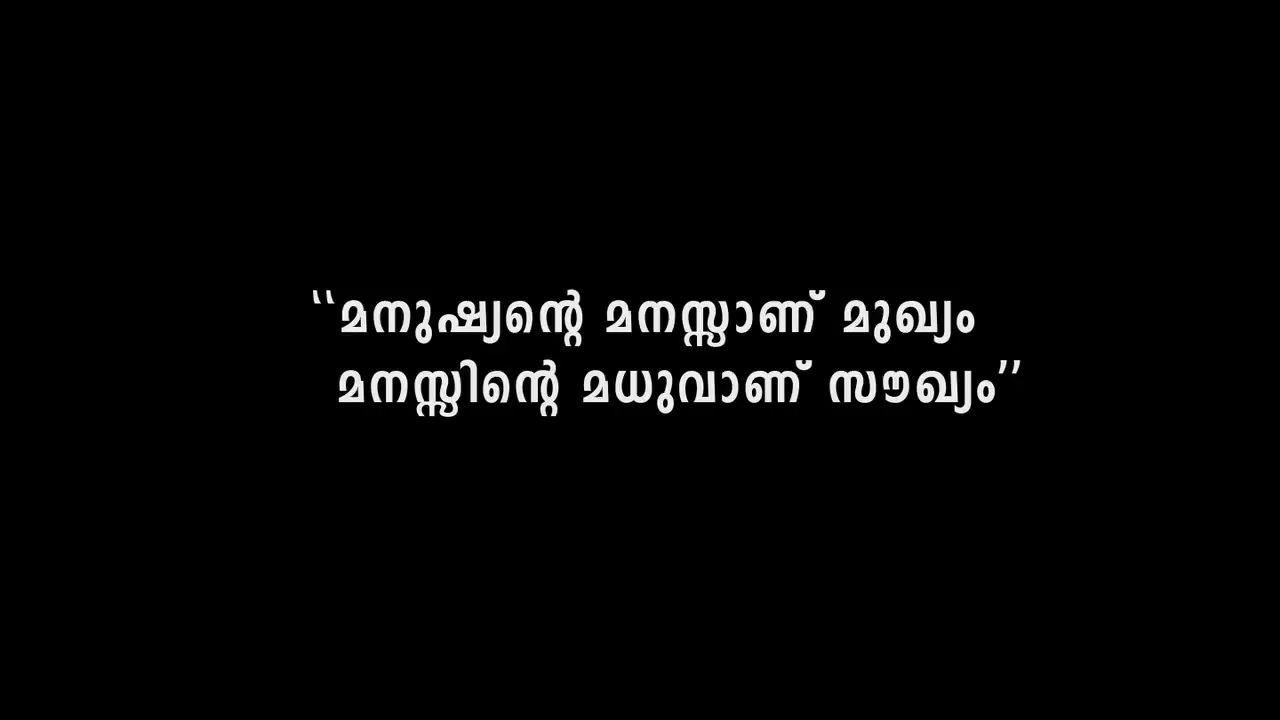 “മനുഷ്യന്റെ മനസ്സാണ് മുഖ്യം
മനസ്സിന്റെ മധുവാണ് സൗഖ്യം”